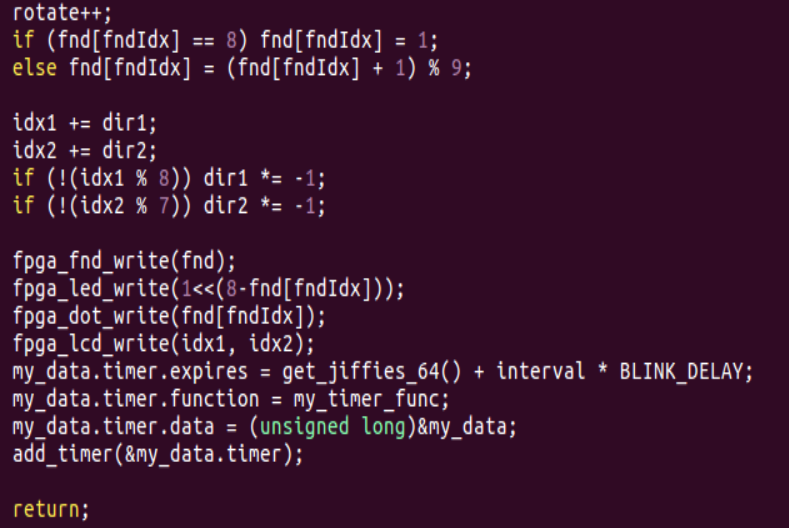 rotate++;
if (fnd[fndIdx] == 8) fnd[fndIdx] = 1;
else fnd[fndIdx] = (fnd[fndIdx] + 1) % 9;
idx1 += dir1;
idx2 += dir2;
if (!(idx1 % 8)) dir1 *= -1;
if (!(idx2 % 7)) dir2 *= -1;
fpga_fnd_write(fnd);
fpga_led_write(1<<(8-fnd[fndIdx]));
fpga_dot_write(fnd[fndIdx]);
fpga_lcd_write(idx1, idx2);
my_data.timer.expires = get_jiffies_64() + interval * BLINK_DELAY;
my_data.timer.function = my_timer_func;
my_data.timer.data = (unsigned long)&my_data;
add_timer(&my_data.timer);
return;